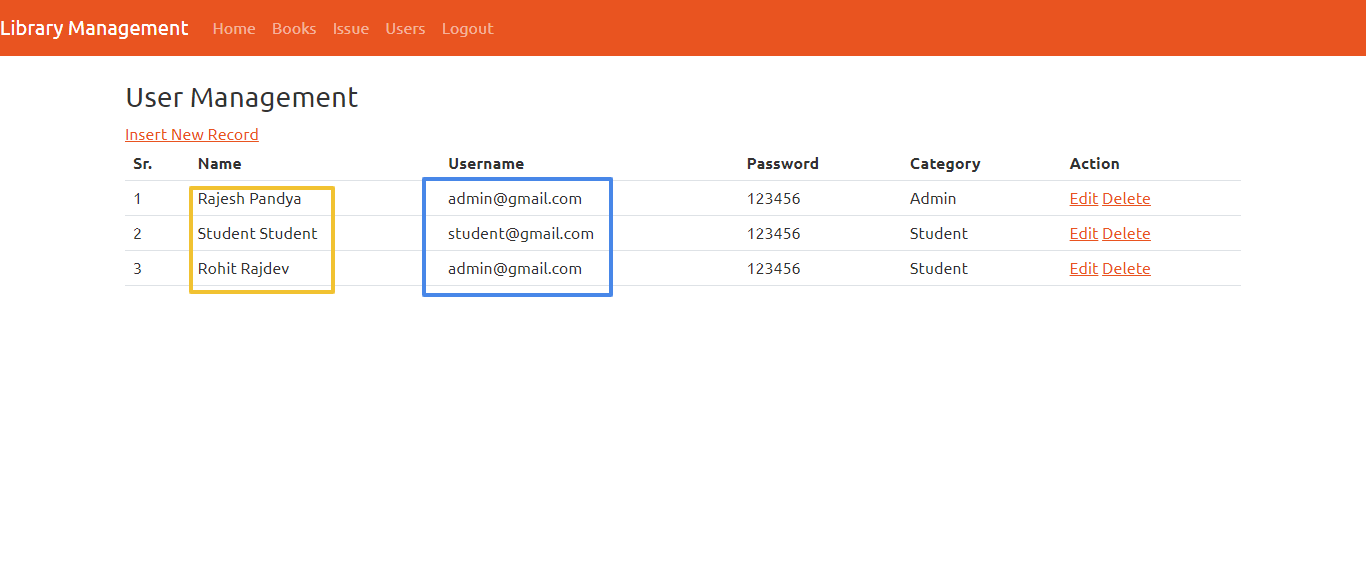 Library Management Home Books Issue Users Logout
User Management
Insert New Record
Sr. Name Username Password Category Action
1 Rajesh Pandya admin@gmail.com 123456 Admin Edit Delete
2 Student Student student@gmail.com 123456 Student Edit Delete
3 Rohit Rajdev admin@gmail.com 123456 Student Edit Delete